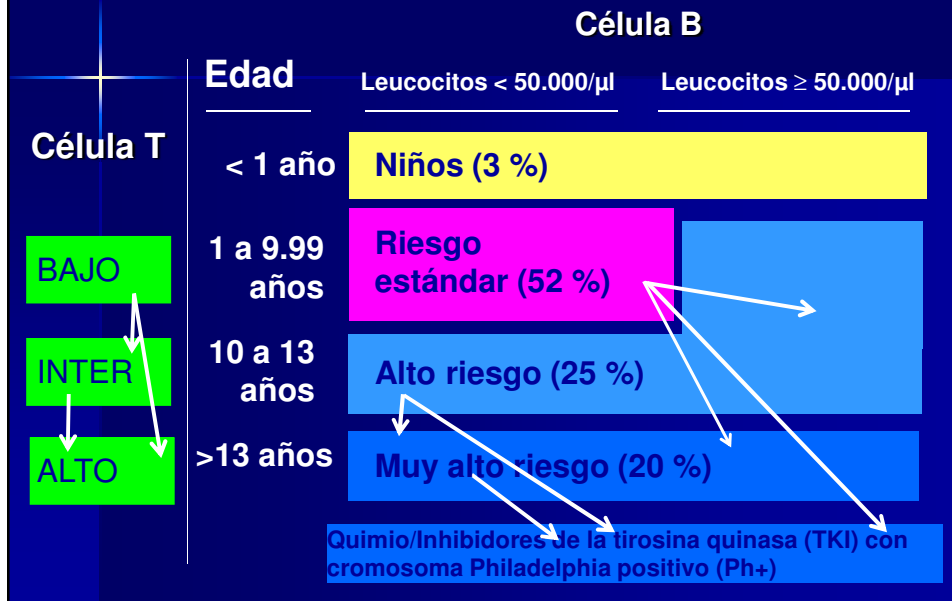 Célula B
Edad
Leucocitos < 50.000/µl
Leucocitos ≥ 50.000/µl
Célula T
< 1 año
Niños (3 %)
BAJO
1 a 9.99
años
Riesgo
estándar (52 %)
INTER
10 a 13
años
Alto riesgo (25 %)
ALTO
>13 años
Muy alto riesgo (20 %)
Quimio/Inhibidores de la tirosina quinasa (TKI) con
cromosoma Philadelphia positivo (Ph+)